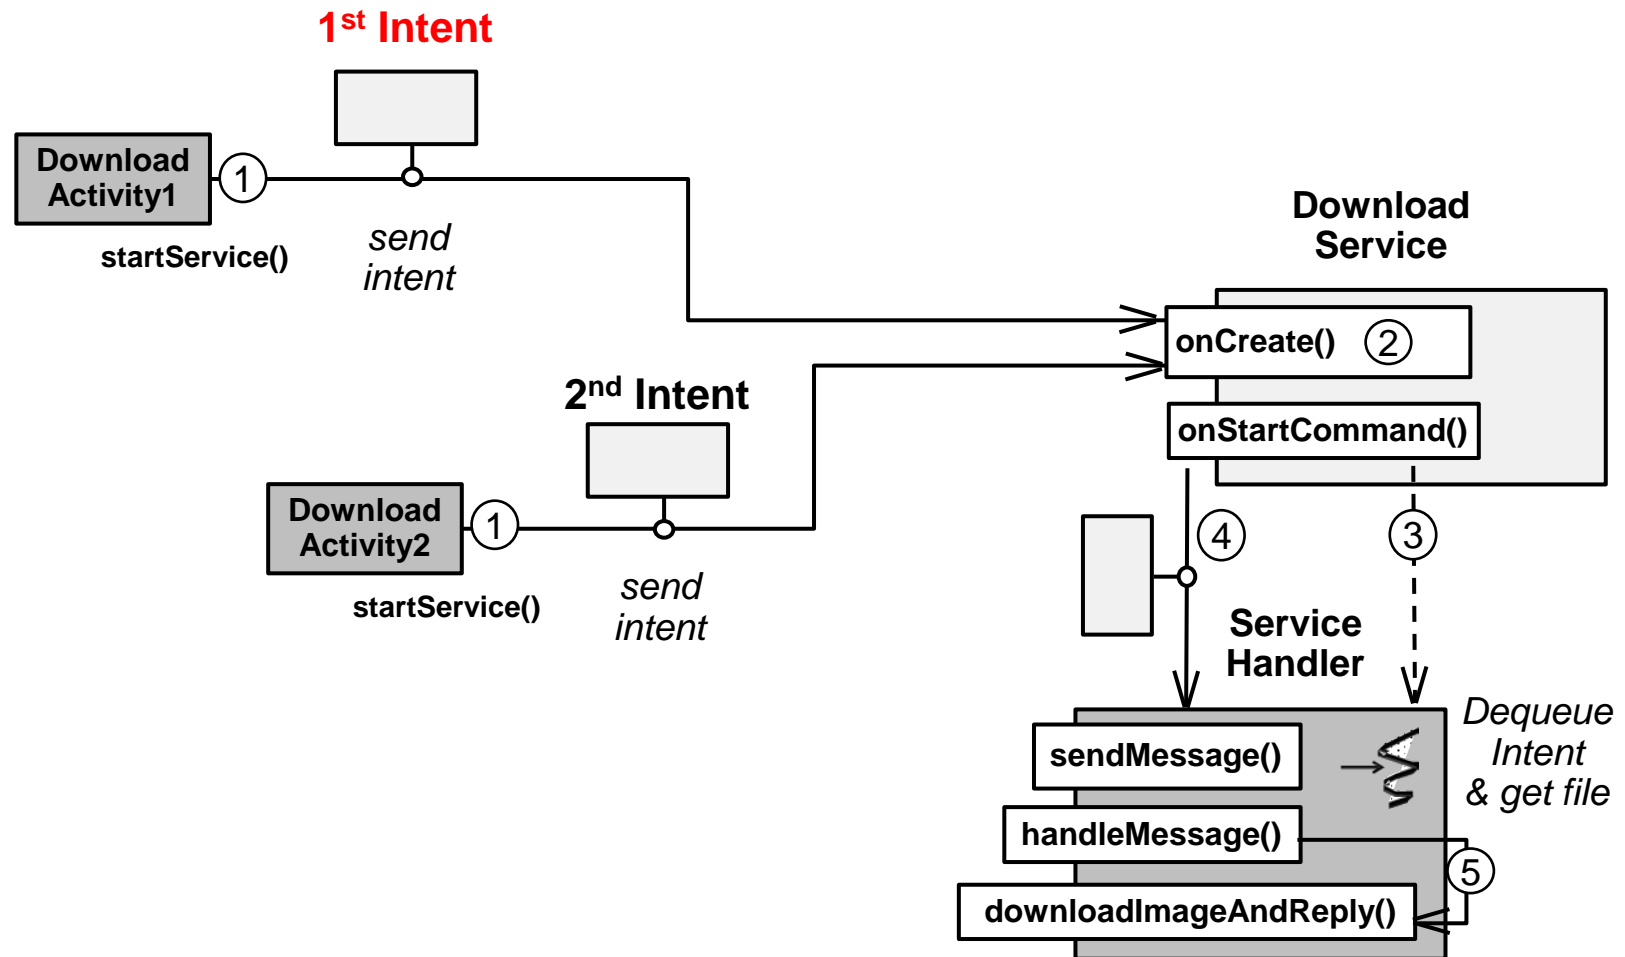 1st Intent
Download
Activity1
1
startService()
send
intent
Download
Service
onCreate()
2
onStartCommand()
2nd Intent
Download
Activity2
1
startService()
send
intent
4
3
Service
Handler
Dequeue
Intent
& get file
sendMessage()
handleMessage()
5
downloadImageAndReply()